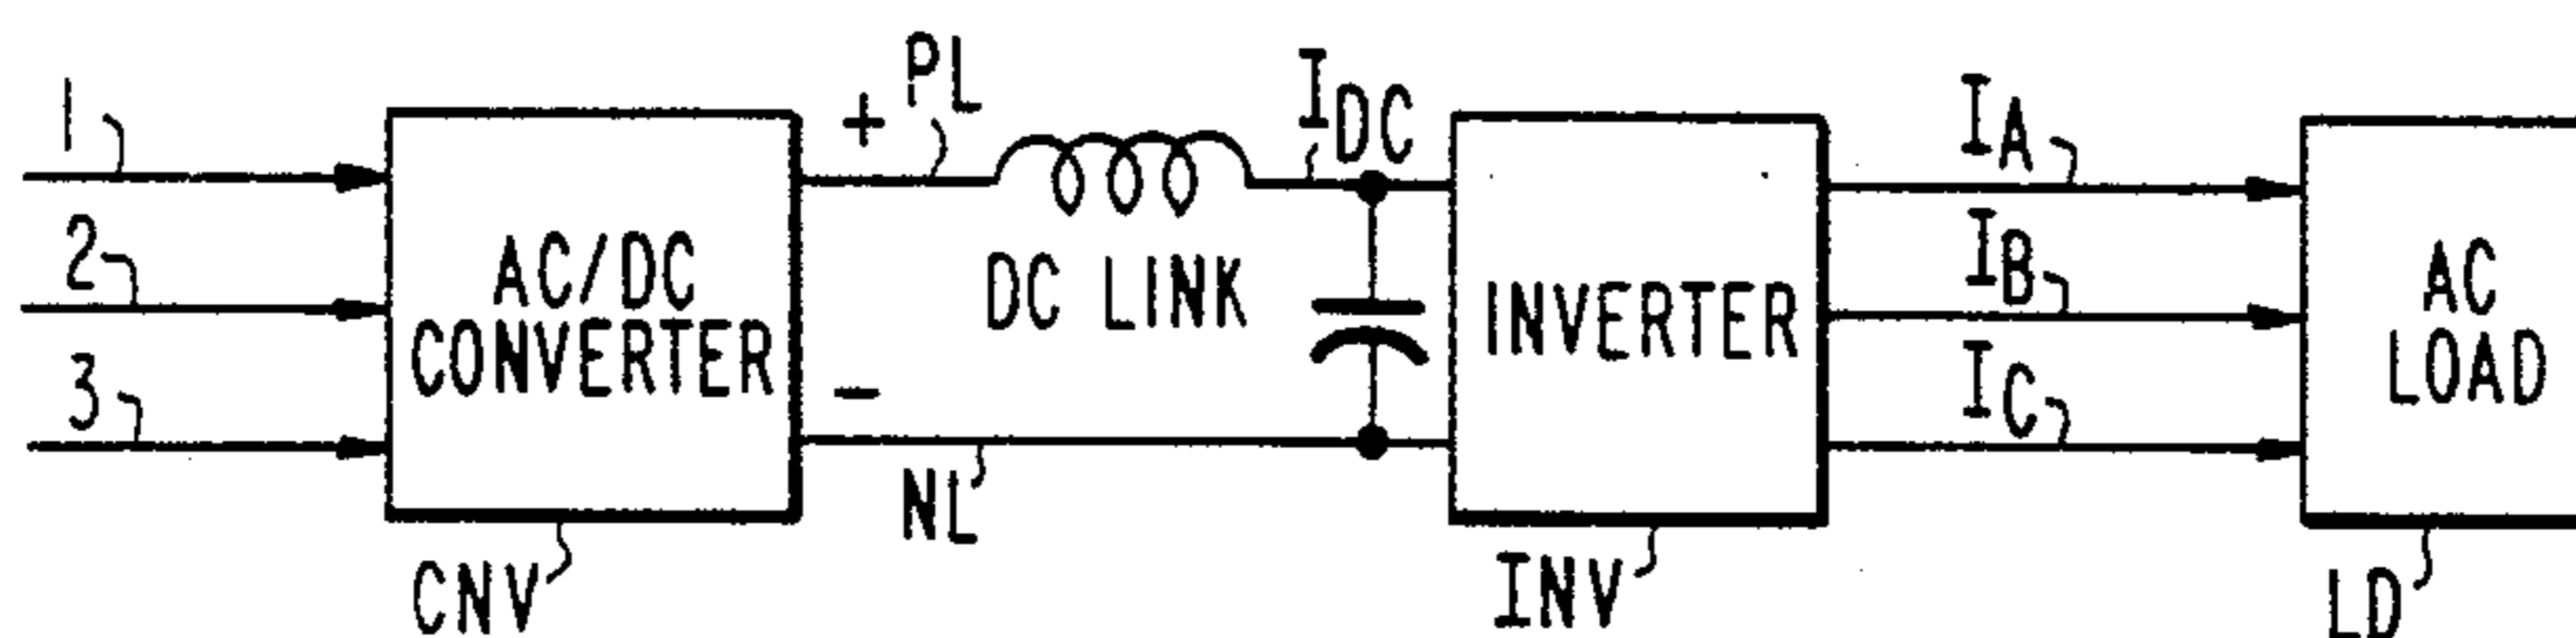 1
2
3
AC/DC
CONVERTER
CNV
+
PL
-
NL
DC LINK
IDC
INVERTER
INV
IA
IB
IC
AC
LOAD
LD